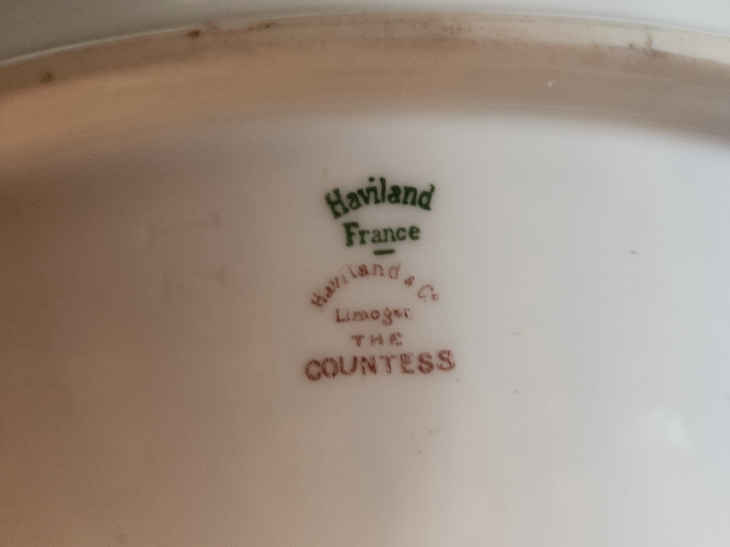 Haviland
France
Haviland & Co
Limoges
THE
COUNTESS